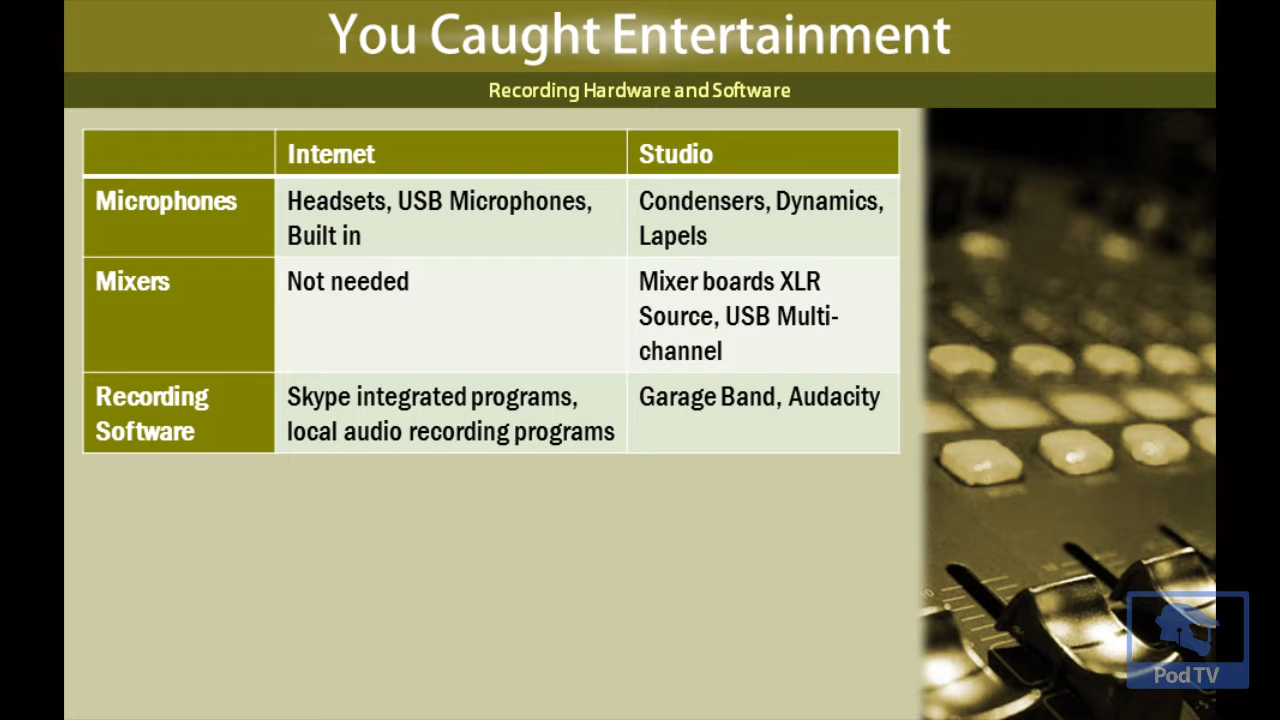 You Caught Entertainment
Recording Hardware and Software
Internet Studio
Microphones Headsets, USB Microphones, Condensers, Dynamics,
Built in Lapels
Mixers Not needed Mixer boards XLR
Source, USB Multi-
channel
Recording Skype integrated programs, Garage Band, Audacity
Software local audio recording programs
PodTV